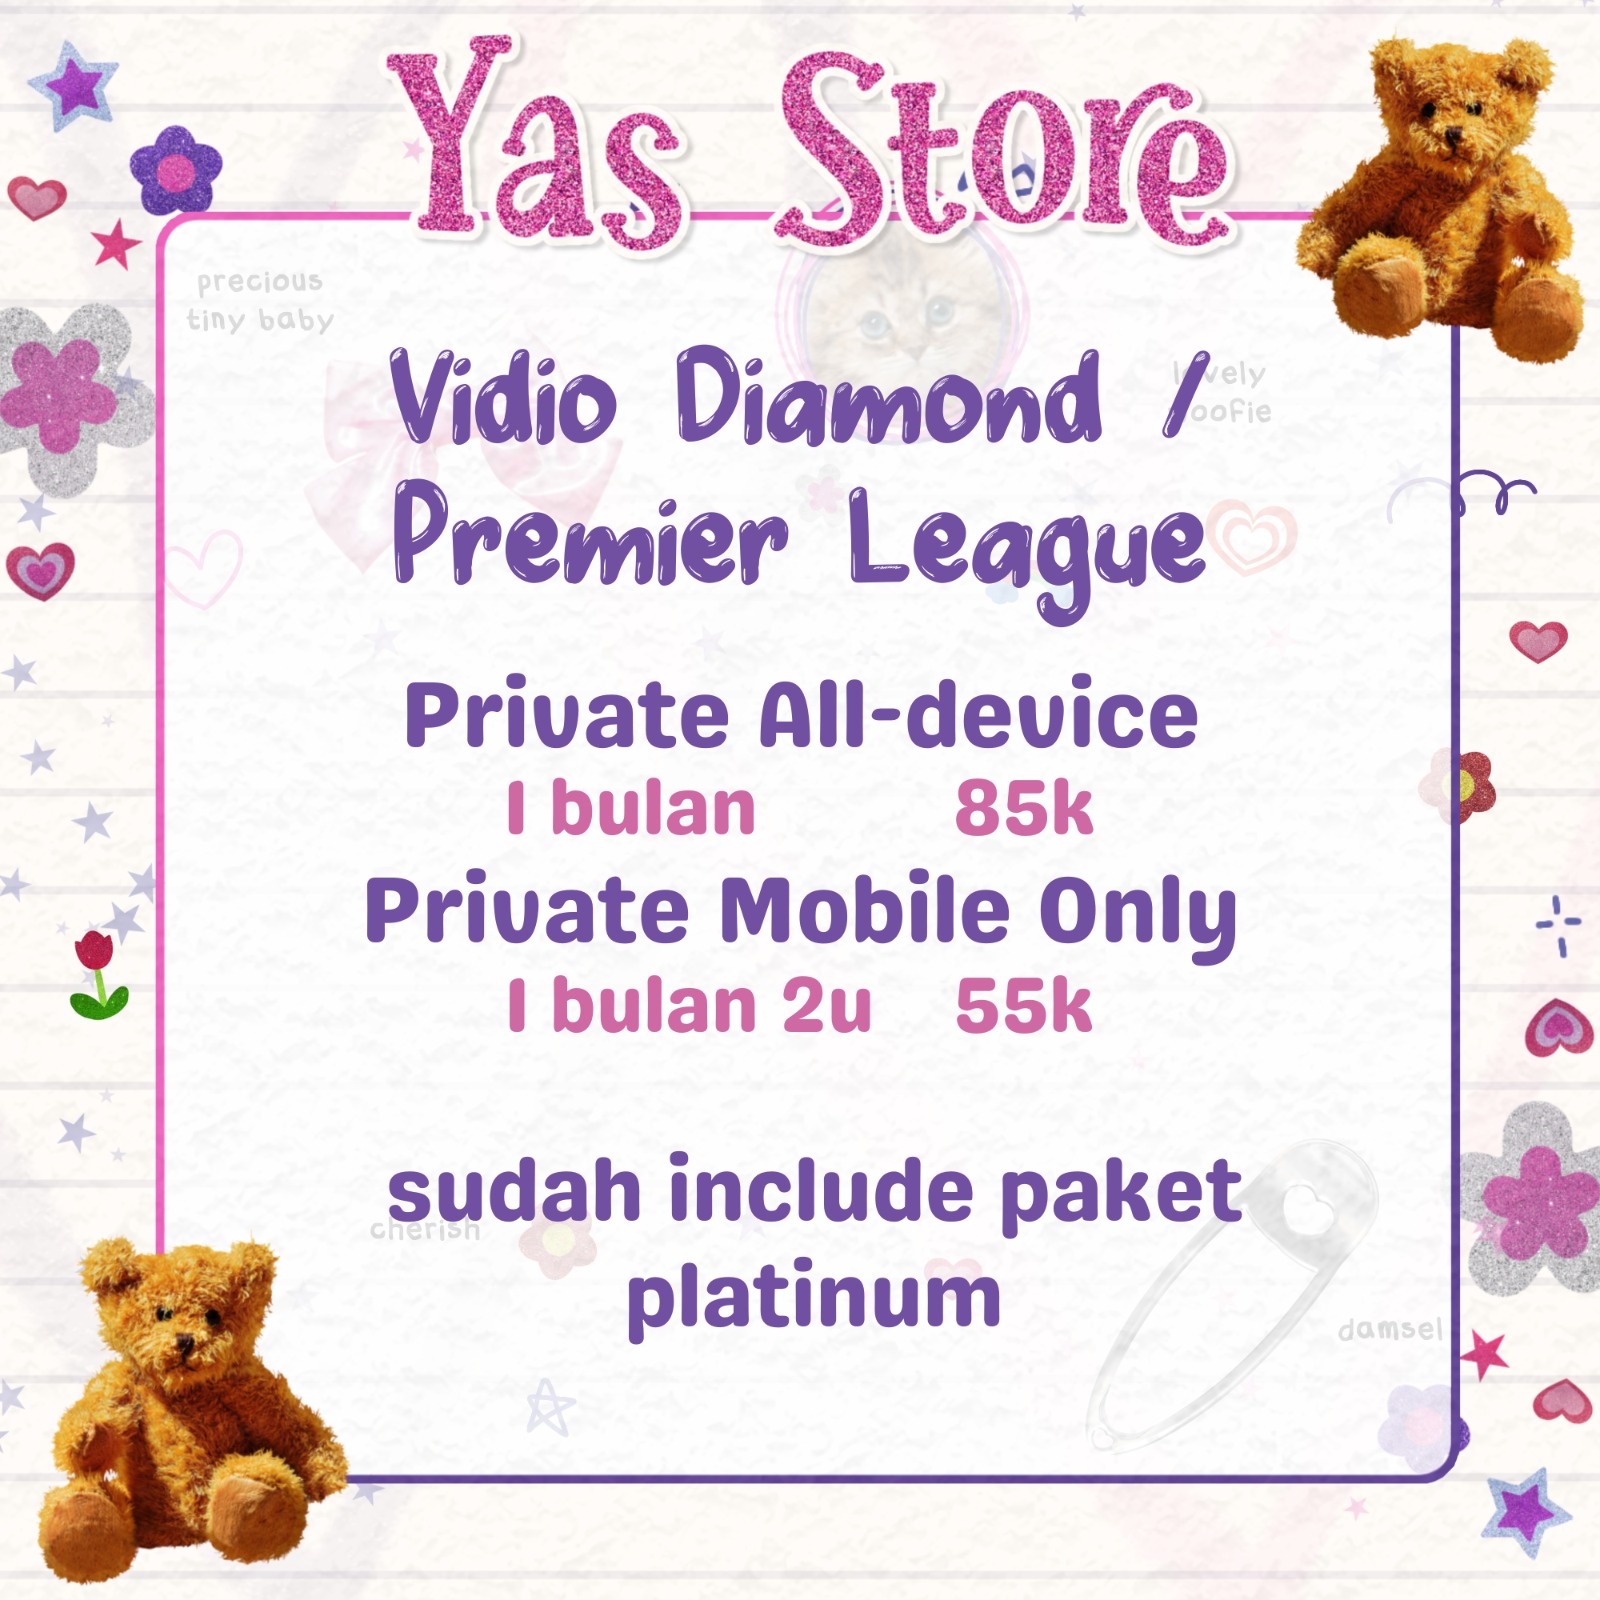 Yas Store
precious
tiny baby
Vidio Diamond /
Premier League
Private All-device
1 bulan 85k
Private Mobile Only
1 bulan 2u 55k
sudah include paket
platinum
cherish
damsel